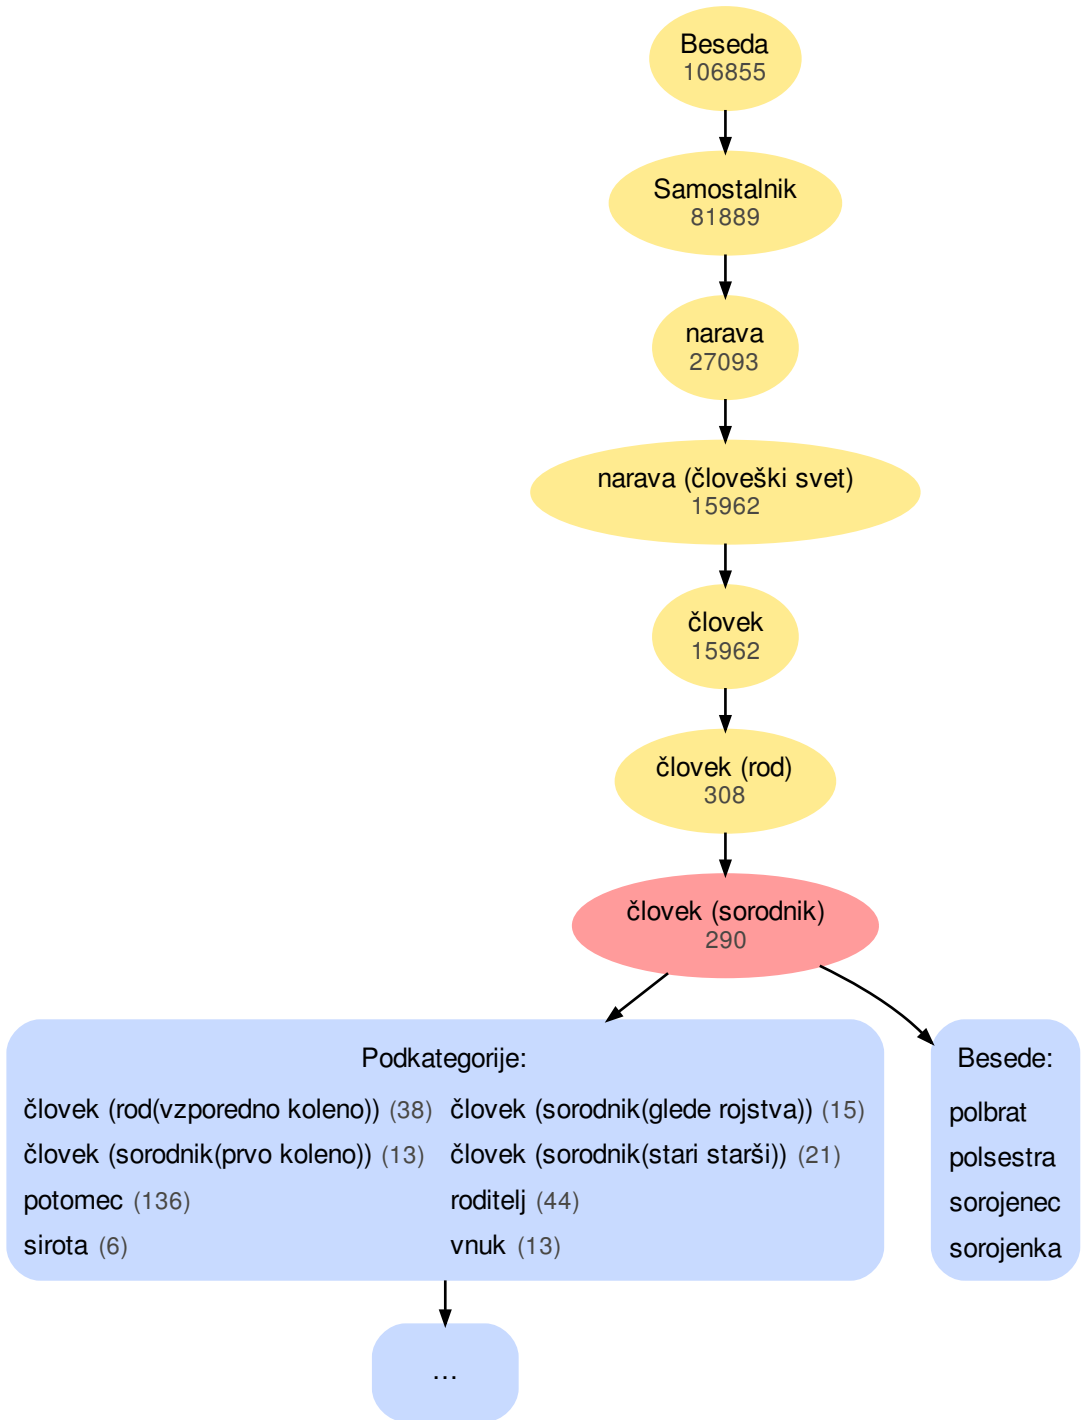 Beseda
106855
Samostalnik
81889
narava
27093
narava (človeški svet)
15962
človek
15962
človek (rod)
308
človek (sorodnik)
290
Podkategorije:
človek (rod(vzporedno koleno)) (38) človek (sorodnik(glede rojstva)) (15)
človek (sorodnik(prvo koleno)) (13) človek (sorodnik(stari starši)) (21)
potomec (136) roditelj (44)
sirota (6) vnuk (13)
Besede:
polbrat
polsestra
sorojenec
sorojenka
...